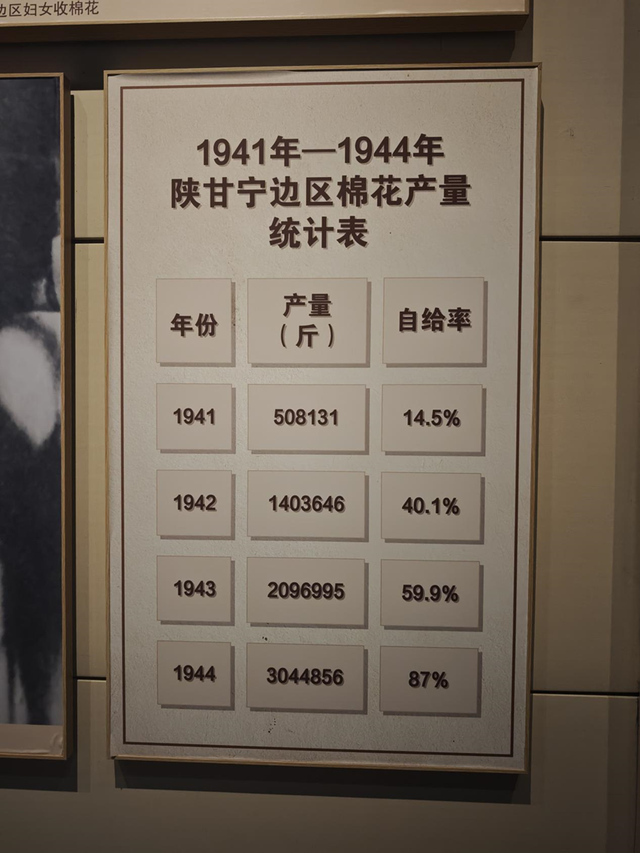 边区妇女收棉花
1941年—1944年
陕甘宁边区棉花产量
统计表
年份 产量（斤） 自给率
1941 508131 14.5%
1942 1403646 40.1%
1943 2096995 59.9%
1944 3044856 87%